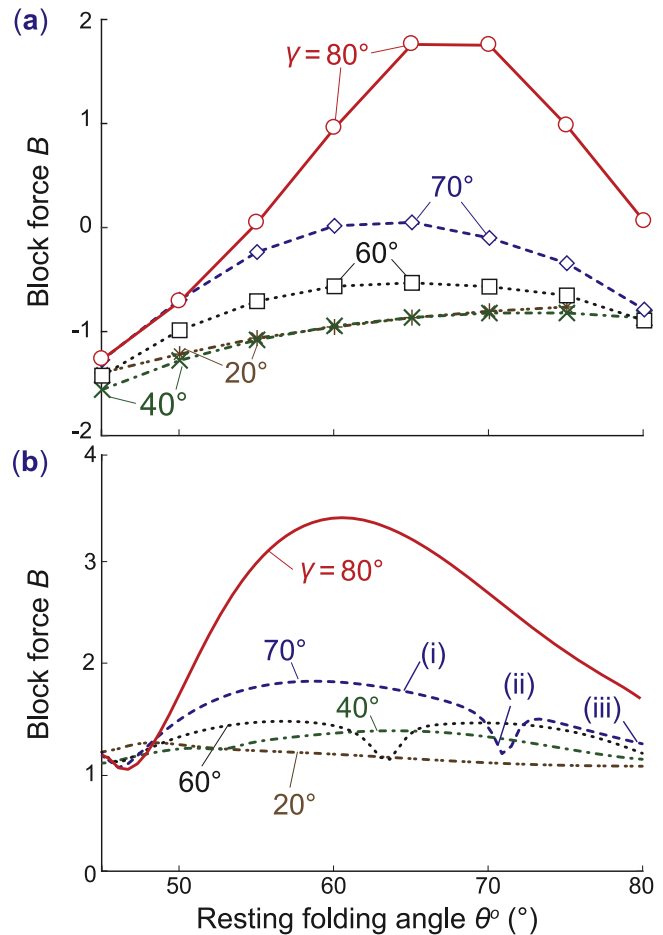 (a)
2
γ = 80°
1
0
70°
60°
-1
20°
40°
-2
Block force B
(b)
4
3
γ = 80°
2
70°
(i)
(ii)
(iii)
40°
1
60°
20°
0
Block force B
50 60 70 80
Resting folding angle θᵒ (°)